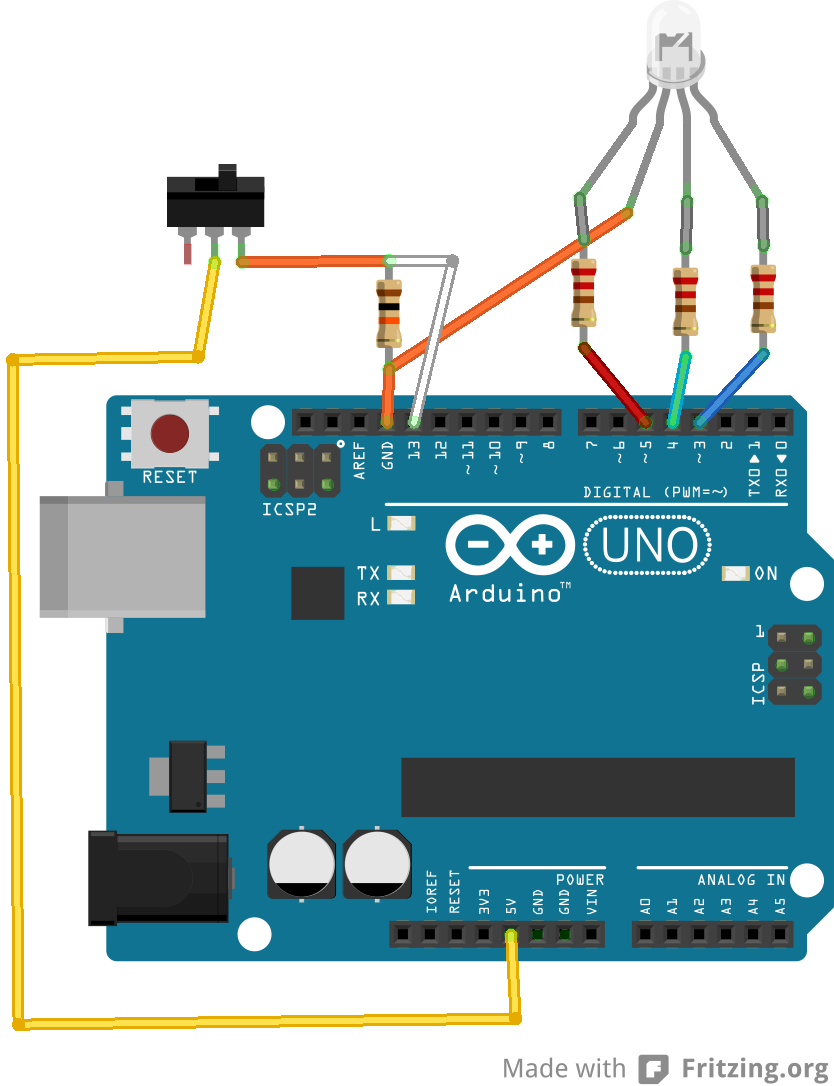 RESET
ICSP2
AREF
GND
13
12
~11
~10
~9
8
7
~6
~5
4
~3
2
TX0▶1
RX0◀0
DIGITAL (PWM=~)
L
TX
RX
UNO
Arduino™
ON
1
ICSP
POWER
ANALOG IN
IOREF
RESET
3V3
5V
GND
GND
VIN
A0
A1
A2
A3
A4
A5
Made with Fritzing.org